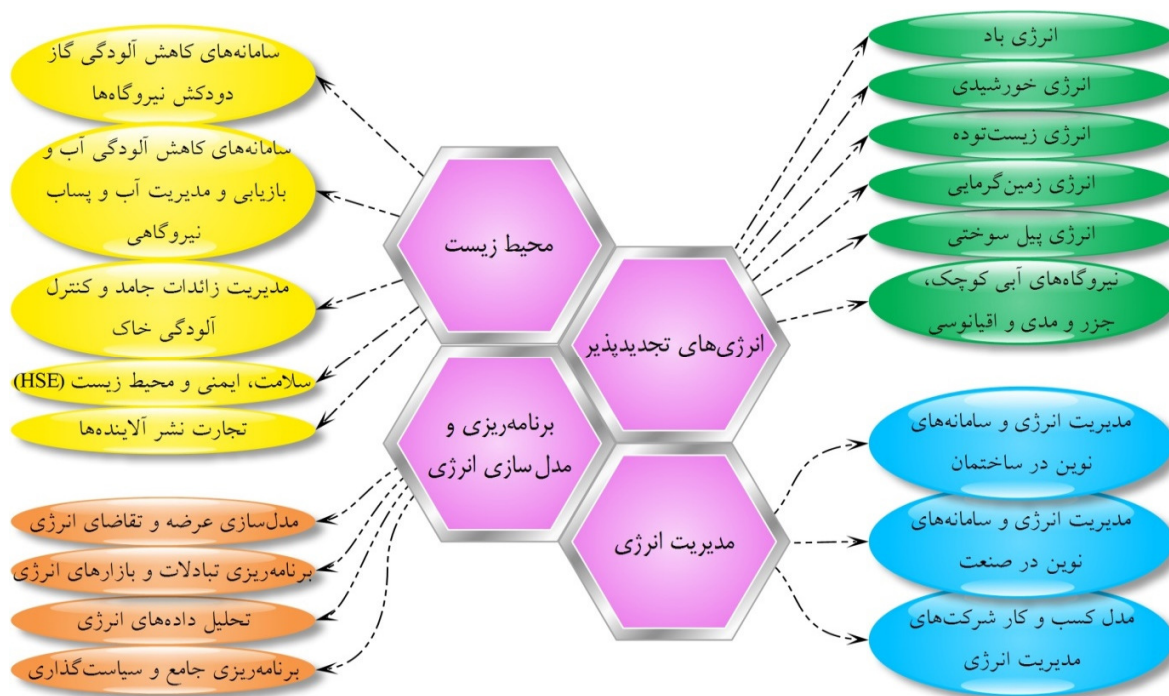 محیط زیست
سامانه‌های کاهش آلودگی گاز
دودکش نیروگاه‌ها
سامانه‌های کاهش آلودگی آب و
بازیابی و مدیریت آب و پساب
نیروگاهی
مدیریت زائدات جامد و کنترل
آلودگی خاک
سلامت، ایمنی و محیط زیست (HSE)
تجارت نشر آلاینده‌ها
انرژی‌های تجدیدپذیر
انرژی باد
انرژی خورشیدی
انرژی زیست‌توده
انرژی زمین‌گرمایی
انرژی پیل سوختی
نیروگاه‌های آبی کوچک،
جزر و مدی و اقیانوسی
برنامه‌ریزی و
مدل سازی انرژی
مدل‌سازی عرضه و تقاضای انرژی
برنامه‌ریزی تبادلات و بازارهای انرژی
تحلیل داده‌های انرژی
برنامه‌ریزی جامع و سیاست‌گذاری
مدیریت انرژی
مدیریت انرژی و سامانه‌های
نوین در ساختمان
مدیریت انرژی و سامانه‌های
نوین در صنعت
مدل کسب و کار شرکت‌های
مدیریت انرژی